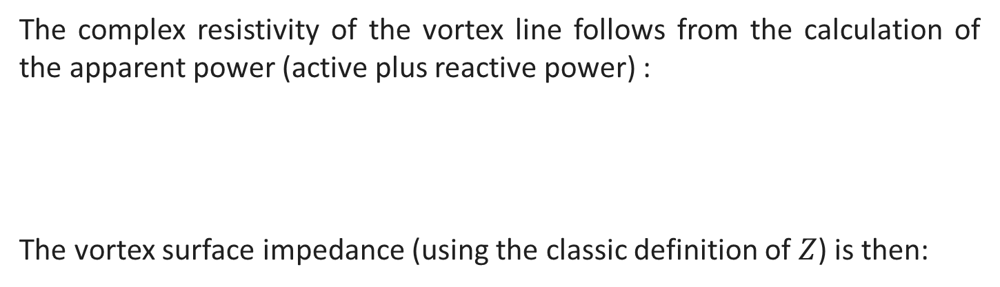 The complex resistivity of the vortex line follows from the calculation of
the apparent power (active plus reactive power) :
The vortex surface impedance (using the classic definition of Z) is then: